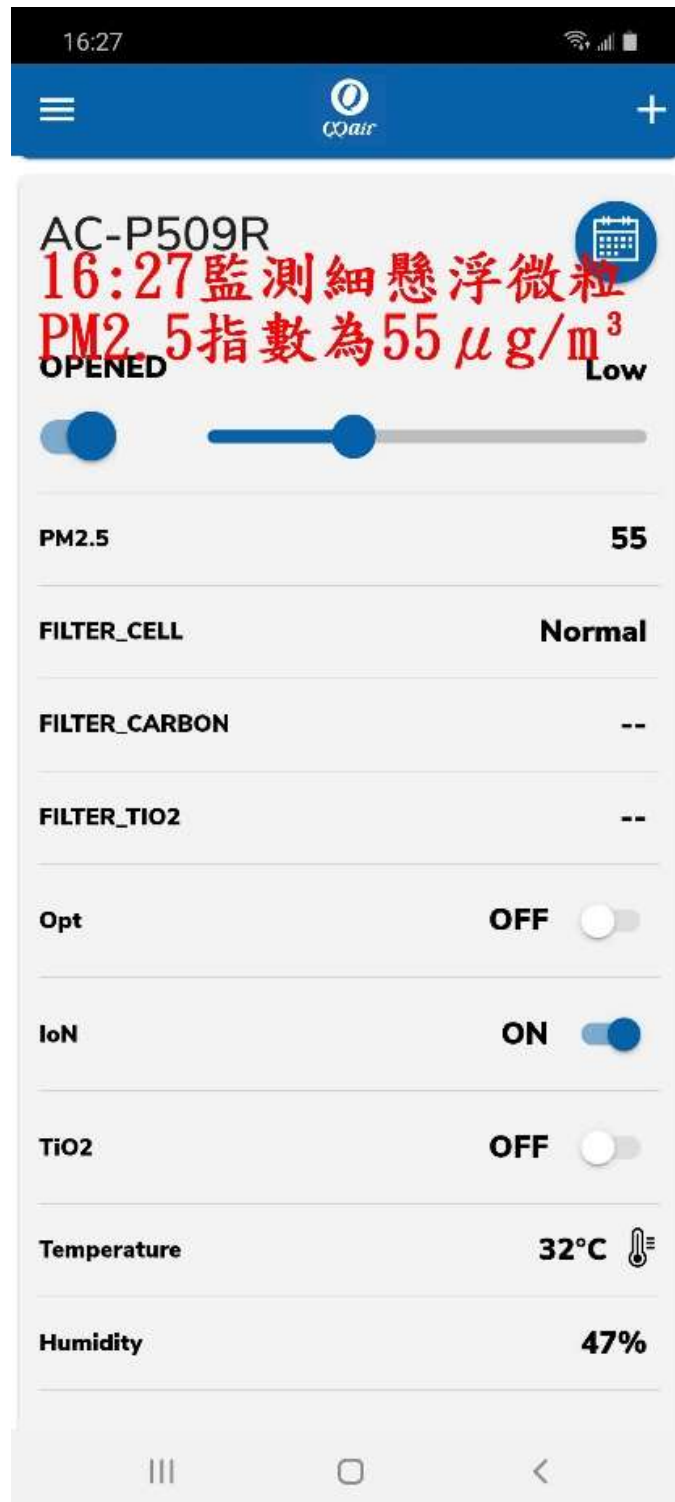 16:27
Qair
AC-P509R
16:27監測細懸浮微粒
PM2.5指數為55μg/m³
OPENED Low
PM2.5 55
FILTER_CELL Normal
FILTER_CARBON --
FILTER_TIO2 --
Opt OFF
IoN ON
TiO2 OFF
Temperature 32°C
Humidity 47%